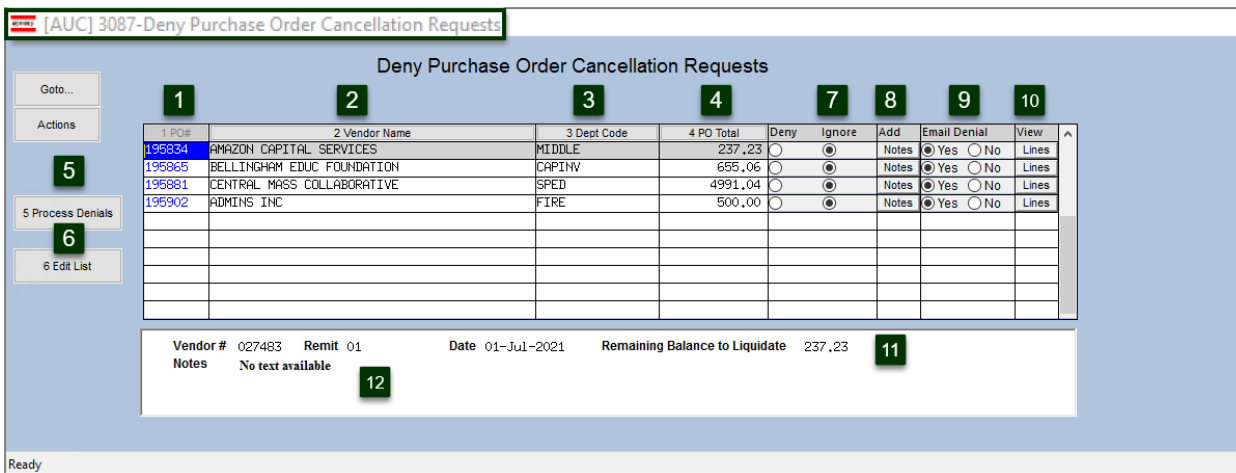 [AUC] 3087-Deny Purchase Order Cancellation Requests
Deny Purchase Order Cancellation Requests
Goto...
Actions
1 2 3 4 7 8 9 10
1 PO# 2 Vendor Name 3 Dept Code 4 PO Total Deny Ignore Add Email Denial View
195834 AMAZON CAPITAL SERVICES MIDDLE 237.23 Notes Yes No Lines
195865 BELLINGHAM EDUC FOUNDATION CAPINV 655.06 Notes Yes No Lines
195881 CENTRAL MASS COLLABORATIVE SPED 4991.04 Notes Yes No Lines
195902 ADMINS INC FIRE 500.00 Notes Yes No Lines
5
5 Process Denials
6
6 Edit List
Vendor # 027483 Remit 01 Date 01-Jul-2021 Remaining Balance to Liquidate 237.23 11
Notes No text available
12
Ready